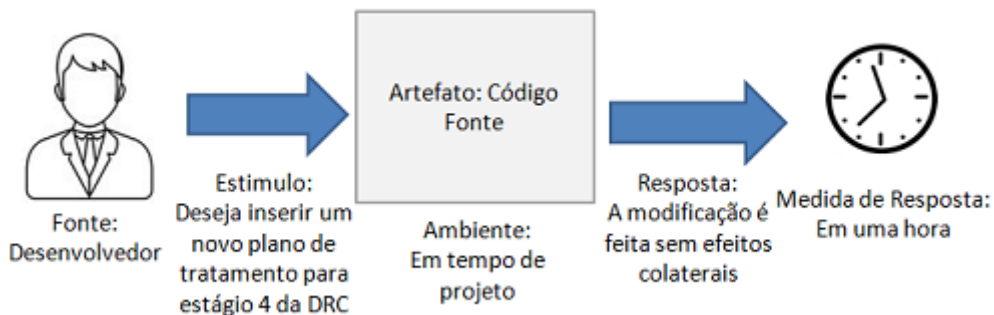 Fonte:
Desenvolvedor
Estimulo:
Deseja inserir um
novo plano de
tratamento para
estágio 4 da DRC
Artefato: Código
Fonte
Ambiente:
Em tempo de
projeto
Resposta:
A modificação é
feita sem efeitos
colaterais
Medida de Resposta:
Em uma hora